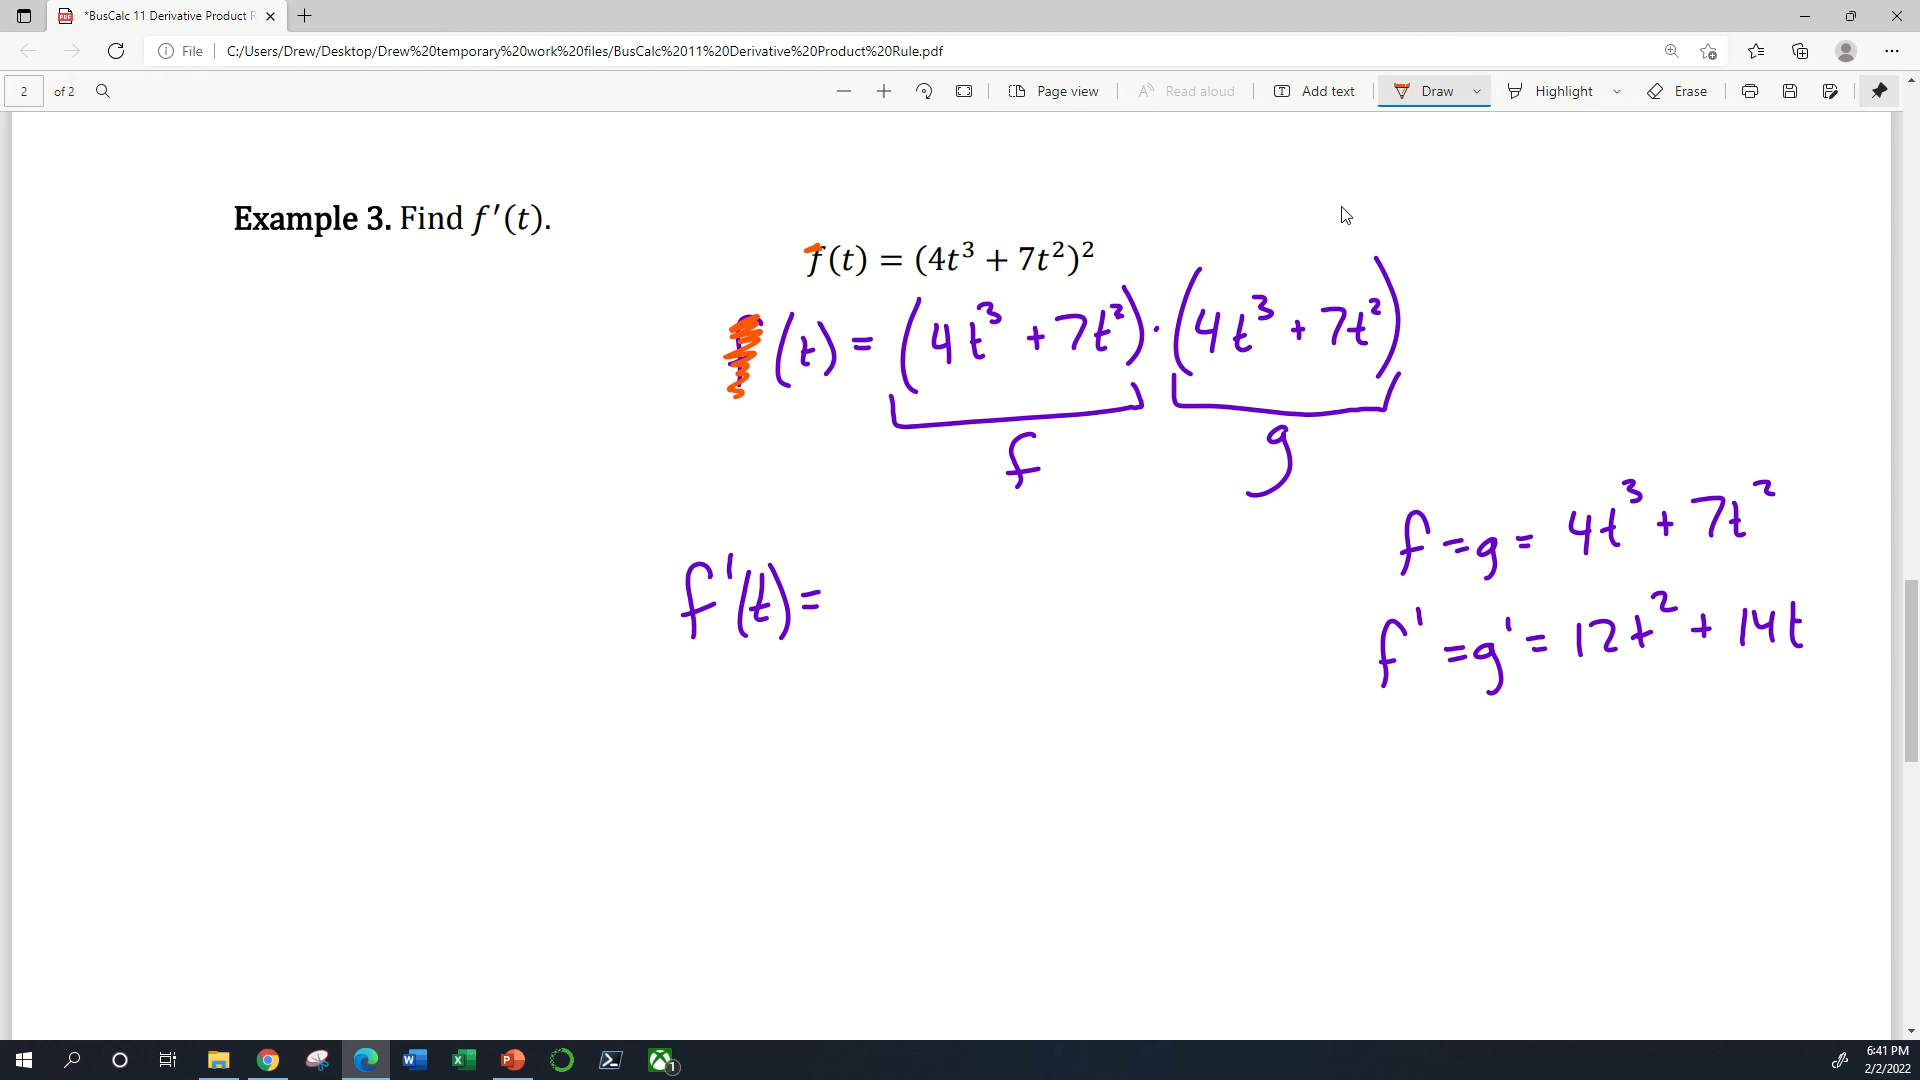 *BusCalc 11 Derivative Product R
File C:/Users/Drew/Desktop/Drew%20temporary%20work%20files/BusCalc%2011%20Derivative%20Product%20Rule.pdf
2 of 2 Page view Read aloud Add text Draw Highlight Erase
Example 3. Find f′(t).
f(t) = (4t³ + 7t²)²
(t) = (4t³ + 7t²) · (4t³ + 7t²)
f g
f = g = 4t³ + 7t²
f'(t) =
f' = g' = 12t² + 14t
6:41 PM
1
2/2/2022